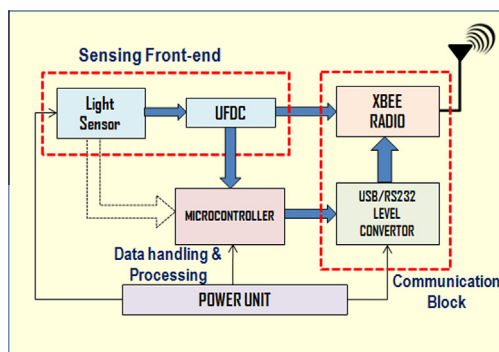 Sensing Front-end
Light
Sensor
UFDC
XBEE
RADIO
MICROCONTROLLER
USB/RS232
LEVEL
CONVERTOR
Data handling &
Processing
POWER UNIT
Communication
Block